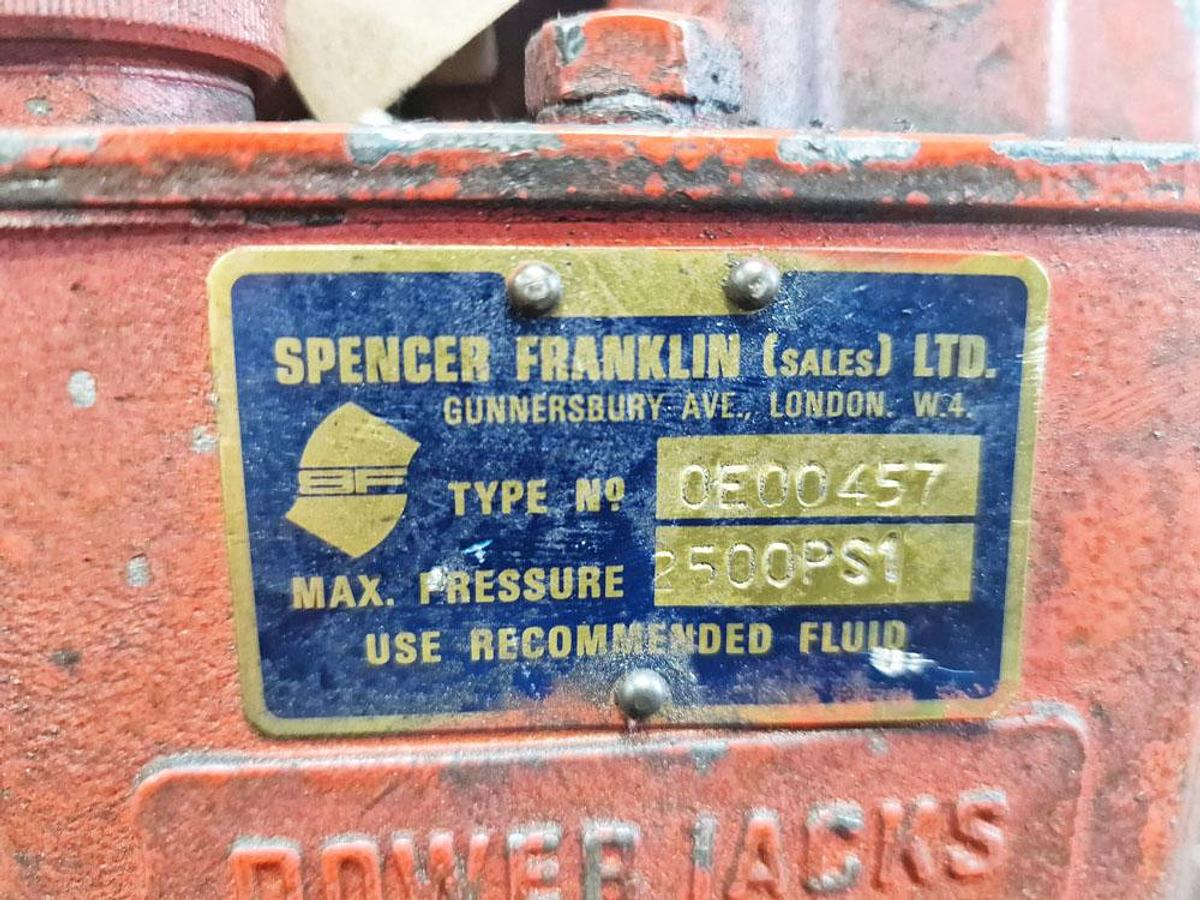 SPENCER FRANKLIN (SALES) LTD.
GUNNERSBURY AVE., LONDON. W.4.
SF
TYPE Nº 0E00457
MAX. PRESSURE 2500PS1
USE RECOMMENDED FLUID
POWER JACKS